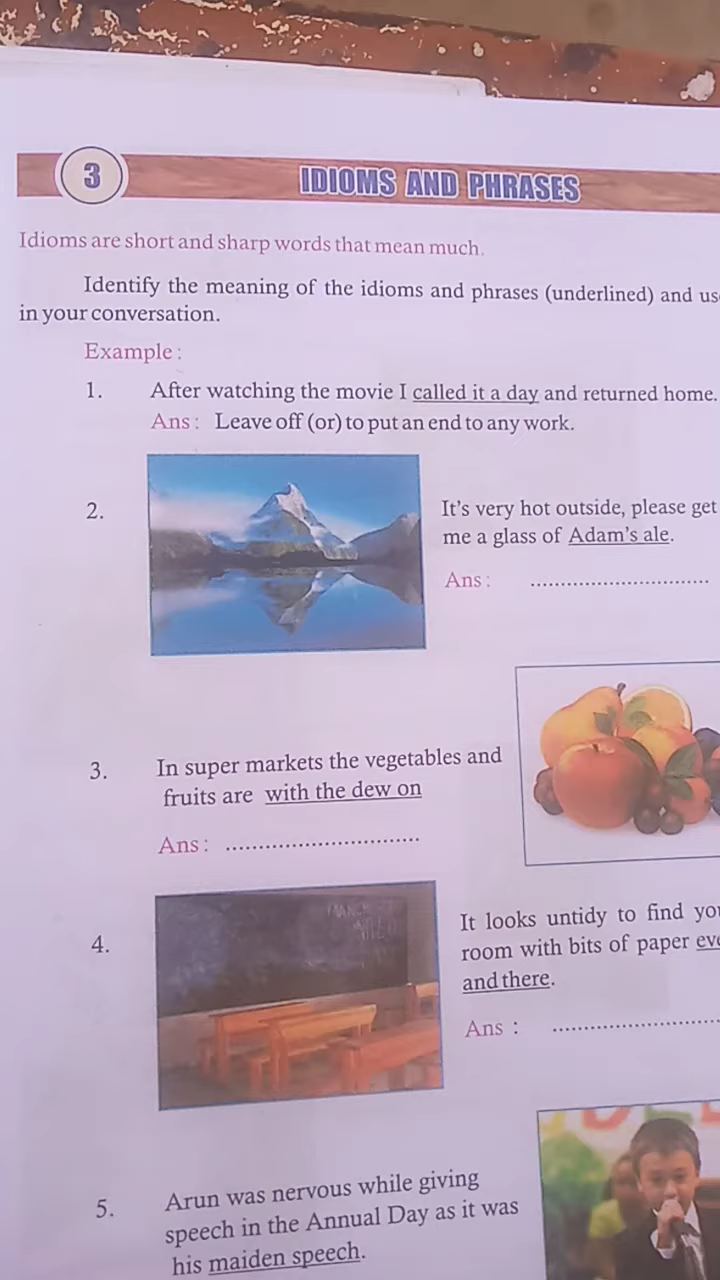 3
IDIOMS AND PHRASES
Idioms are short and sharp words that mean much.
Identify the meaning of the idioms and phrases (underlined) and
in your conversation.
Example :
1. After watching the movie I called it a day and returned home.
Ans : Leave off (or) to put an end to any work.
2. It's very hot outside, please get
me a glass of Adam's ale.
Ans : ..............................
3. In super markets the vegetables and
fruits are with the dew on
Ans : ..............................
4. It looks untidy to find
room with bits of paper
and there.
Ans : ..............................
5. Arun was nervous while giving
speech in the Annual Day as it was
his maiden speech.